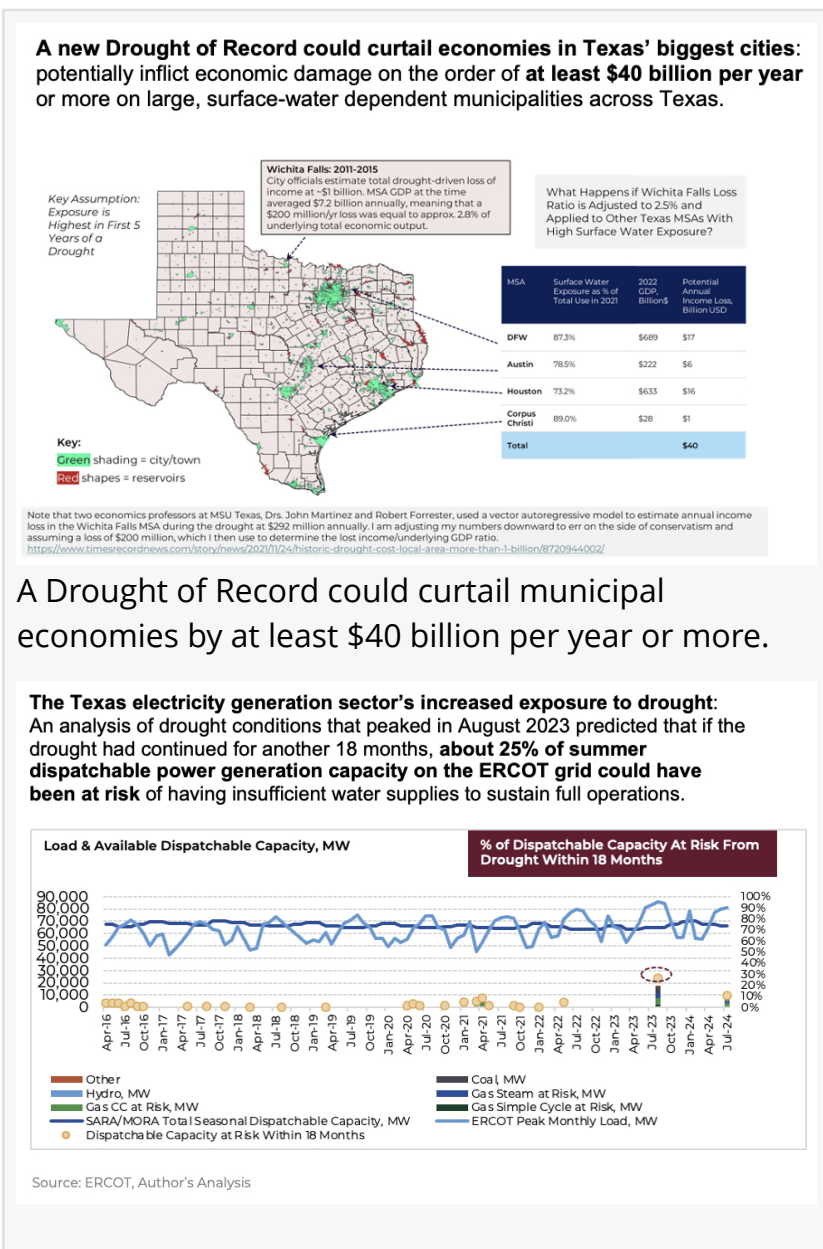 A new Drought of Record could curtail economies in Texas' biggest cities:
potentially inflict economic damage on the order of at least $40 billion per year
or more on large, surface-water dependent municipalities across Texas.
Key Assumption:
Exposure is
Highest in First 5
Years of a
Drought
Wichita Falls: 2011-2015
City officials estimate total drought-driven loss of
income at ~$1 billion. MSA GDP at the time
averaged $7.2 billion annually, meaning that a
$200 million/yr loss was equal to approx. 2.8% of
underlying total economic output.
What Happens if Wichita Falls Loss
Ratio is Adjusted to 2.5% and
Applied to Other Texas MSAs With
High Surface Water Exposure?
MSA Surface Water Exposure as % of Total Use in 2021 2022 GDP, Billion$ Potential Annual Income Loss, Billion USD
DFW 87.3% $689 $17
Austin 78.5% $222 $6
Houston 73.2% $633 $16
Corpus Christi 89.0% $28 $1
Total $40
Key:
Green shading = city/town
Red shapes = reservoirs
Note that two economics professors at MSU Texas, Drs. John Martinez and Robert Forrester, used a vector autoregressive model to estimate annual income
loss in the Wichita Falls MSA during the drought at $292 million annually. I am adjusting my numbers downward to err on the side of conservatism and
assuming a loss of $200 million, which I then use to determine the lost income/underlying GDP ratio.
https://www.timesrecordnews.com/story/news/2021/11/24/historic-drought-cost-local-area-more-than-1-billion/8720944002/
A Drought of Record could curtail municipal
economies by at least $40 billion per year or more.
The Texas electricity generation sector's increased exposure to drought:
An analysis of drought conditions that peaked in August 2023 predicted that if the
drought had continued for another 18 months, about 25% of summer
dispatchable power generation capacity on the ERCOT grid could have
been at risk of having insufficient water supplies to sustain full operations.
Load & Available Dispatchable Capacity, MW
% of Dispatchable Capacity At Risk From
Drought Within 18 Months
90,000
80,000
70,000
60,000
50,000
40,000
30,000
20,000
10,000
0
100%
90%
80%
70%
60%
50%
40%
30%
20%
10%
0%
Apr-16
Jul-16
Oct-16
Jan-17
Apr-17
Jul-17
Oct-17
Jan-18
Apr-18
Jul-18
Oct-18
Jan-19
Apr-19
Jul-19
Oct-19
Jan-20
Apr-20
Jul-20
Oct-20
Jan-21
Apr-21
Jul-21
Oct-21
Jan-22
Apr-22
Jul-22
Oct-22
Jan-23
Apr-23
Jul-23
Oct-23
Jan-24
Apr-24
Jul-24
Other
Coal, MW
Hydro, MW
Gas Steam at Risk, MW
Gas CC at Risk, MW
Gas Simple Cycle at Risk, MW
SARA/MORA Total Seasonal Dispatchable Capacity, MW
ERCOT Peak Monthly Load, MW
Dispatchable Capacity at Risk Within 18 Months
Source: ERCOT, Author's Analysis